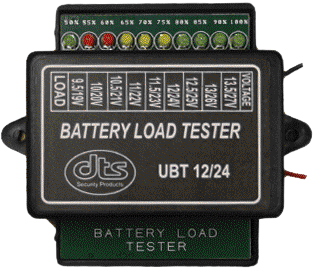 50% 55% 60% 65% 70% 75% 80% 85% 90% 100%
LOAD 9.5/19V 10/20V 10.5/21V 11/22V 11.5/23V 12/24V 12.5/25V 13/26V 13.5/27V VOLTAGE
BATTERY LOAD TESTER
dts
Security Products
UBT 12/24
BATTERY LOAD
TESTER